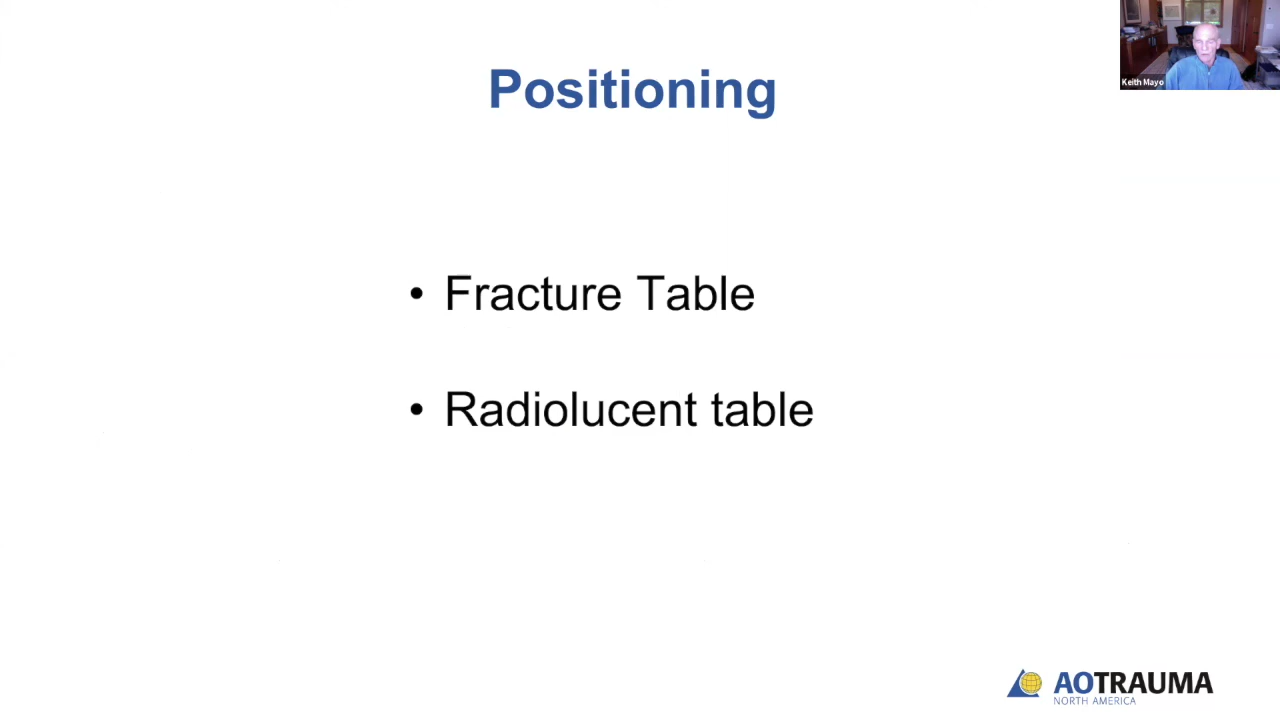 Positioning
Keith Mayo
• Fracture Table
• Radiolucent table
AOTRAUMA
NORTH AMERICA